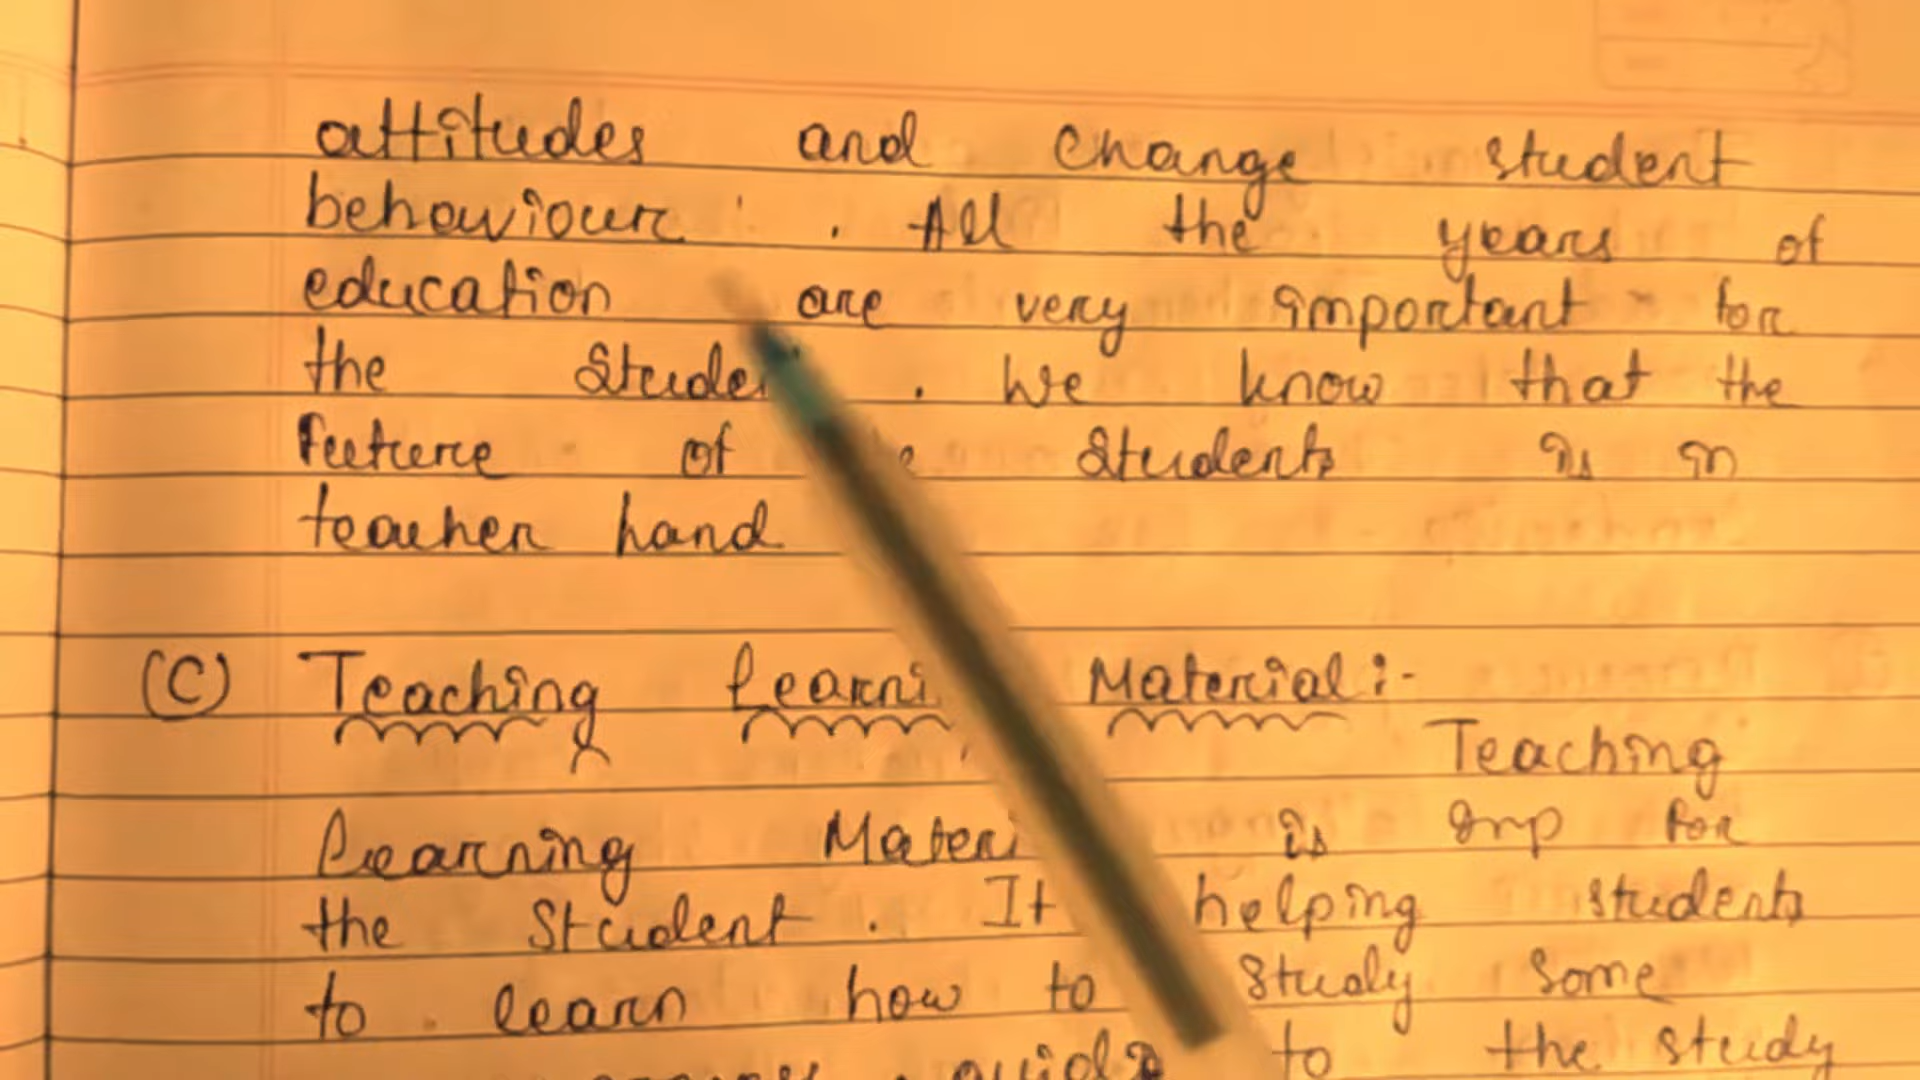 attitudes and change student
behaviour . All the years of
education are very important for
the . We know that the
future of Students is in
teacher hand
(C) Teaching Material :-
Teaching
Learning is Imp for
the Student . It helping students
to learn how to study some
to the study